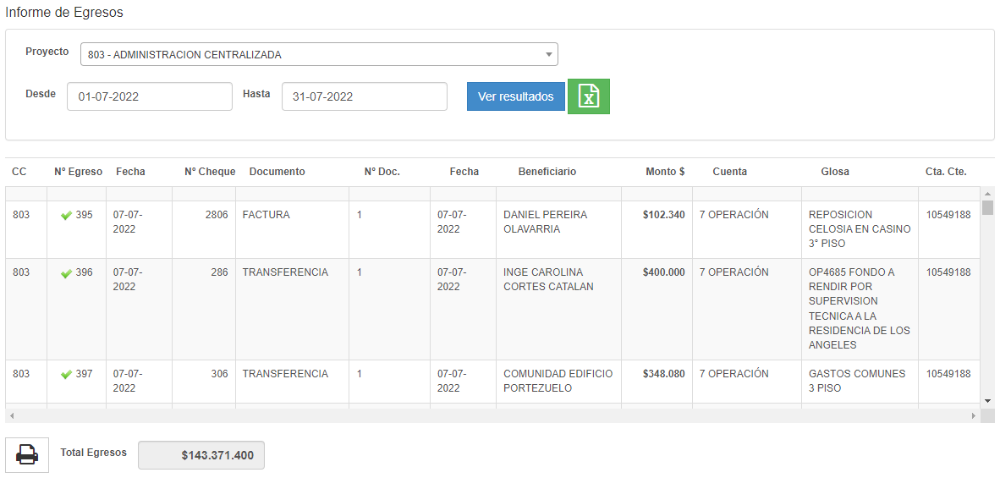 Informe de Egresos
Proyecto
803 - ADMINISTRACION CENTRALIZADA
Desde
01-07-2022
Hasta
31-07-2022
Ver resultados
CC
N° Egreso
Fecha
N° Cheque
Documento
N° Doc.
Fecha
Beneficiario
Monto $
Cuenta
Glosa
Cta. Cte.
803
395
07-07-
2022
2806
FACTURA
1
07-07-
2022
DANIEL PEREIRA
OLAVARRIA
$102.340
7 OPERACIÓN
REPOSICION
CELOSIA EN CASINO
3° PISO
10549188
803
396
07-07-
2022
286
TRANSFERENCIA
1
07-07-
2022
INGE CAROLINA
CORTES CATALAN
$400.000
7 OPERACIÓN
OP4685 FONDO A
RENDIR POR
SUPERVISION
TECNICA A LA
RESIDENCIA DE LOS
ANGELES
10549188
803
397
07-07-
2022
306
TRANSFERENCIA
1
07-07-
2022
COMUNIDAD EDIFICIO
PORTEZUELO
$348.080
7 OPERACIÓN
GASTOS COMUNES
3 PISO
10549188
Total Egresos
$143.371.400